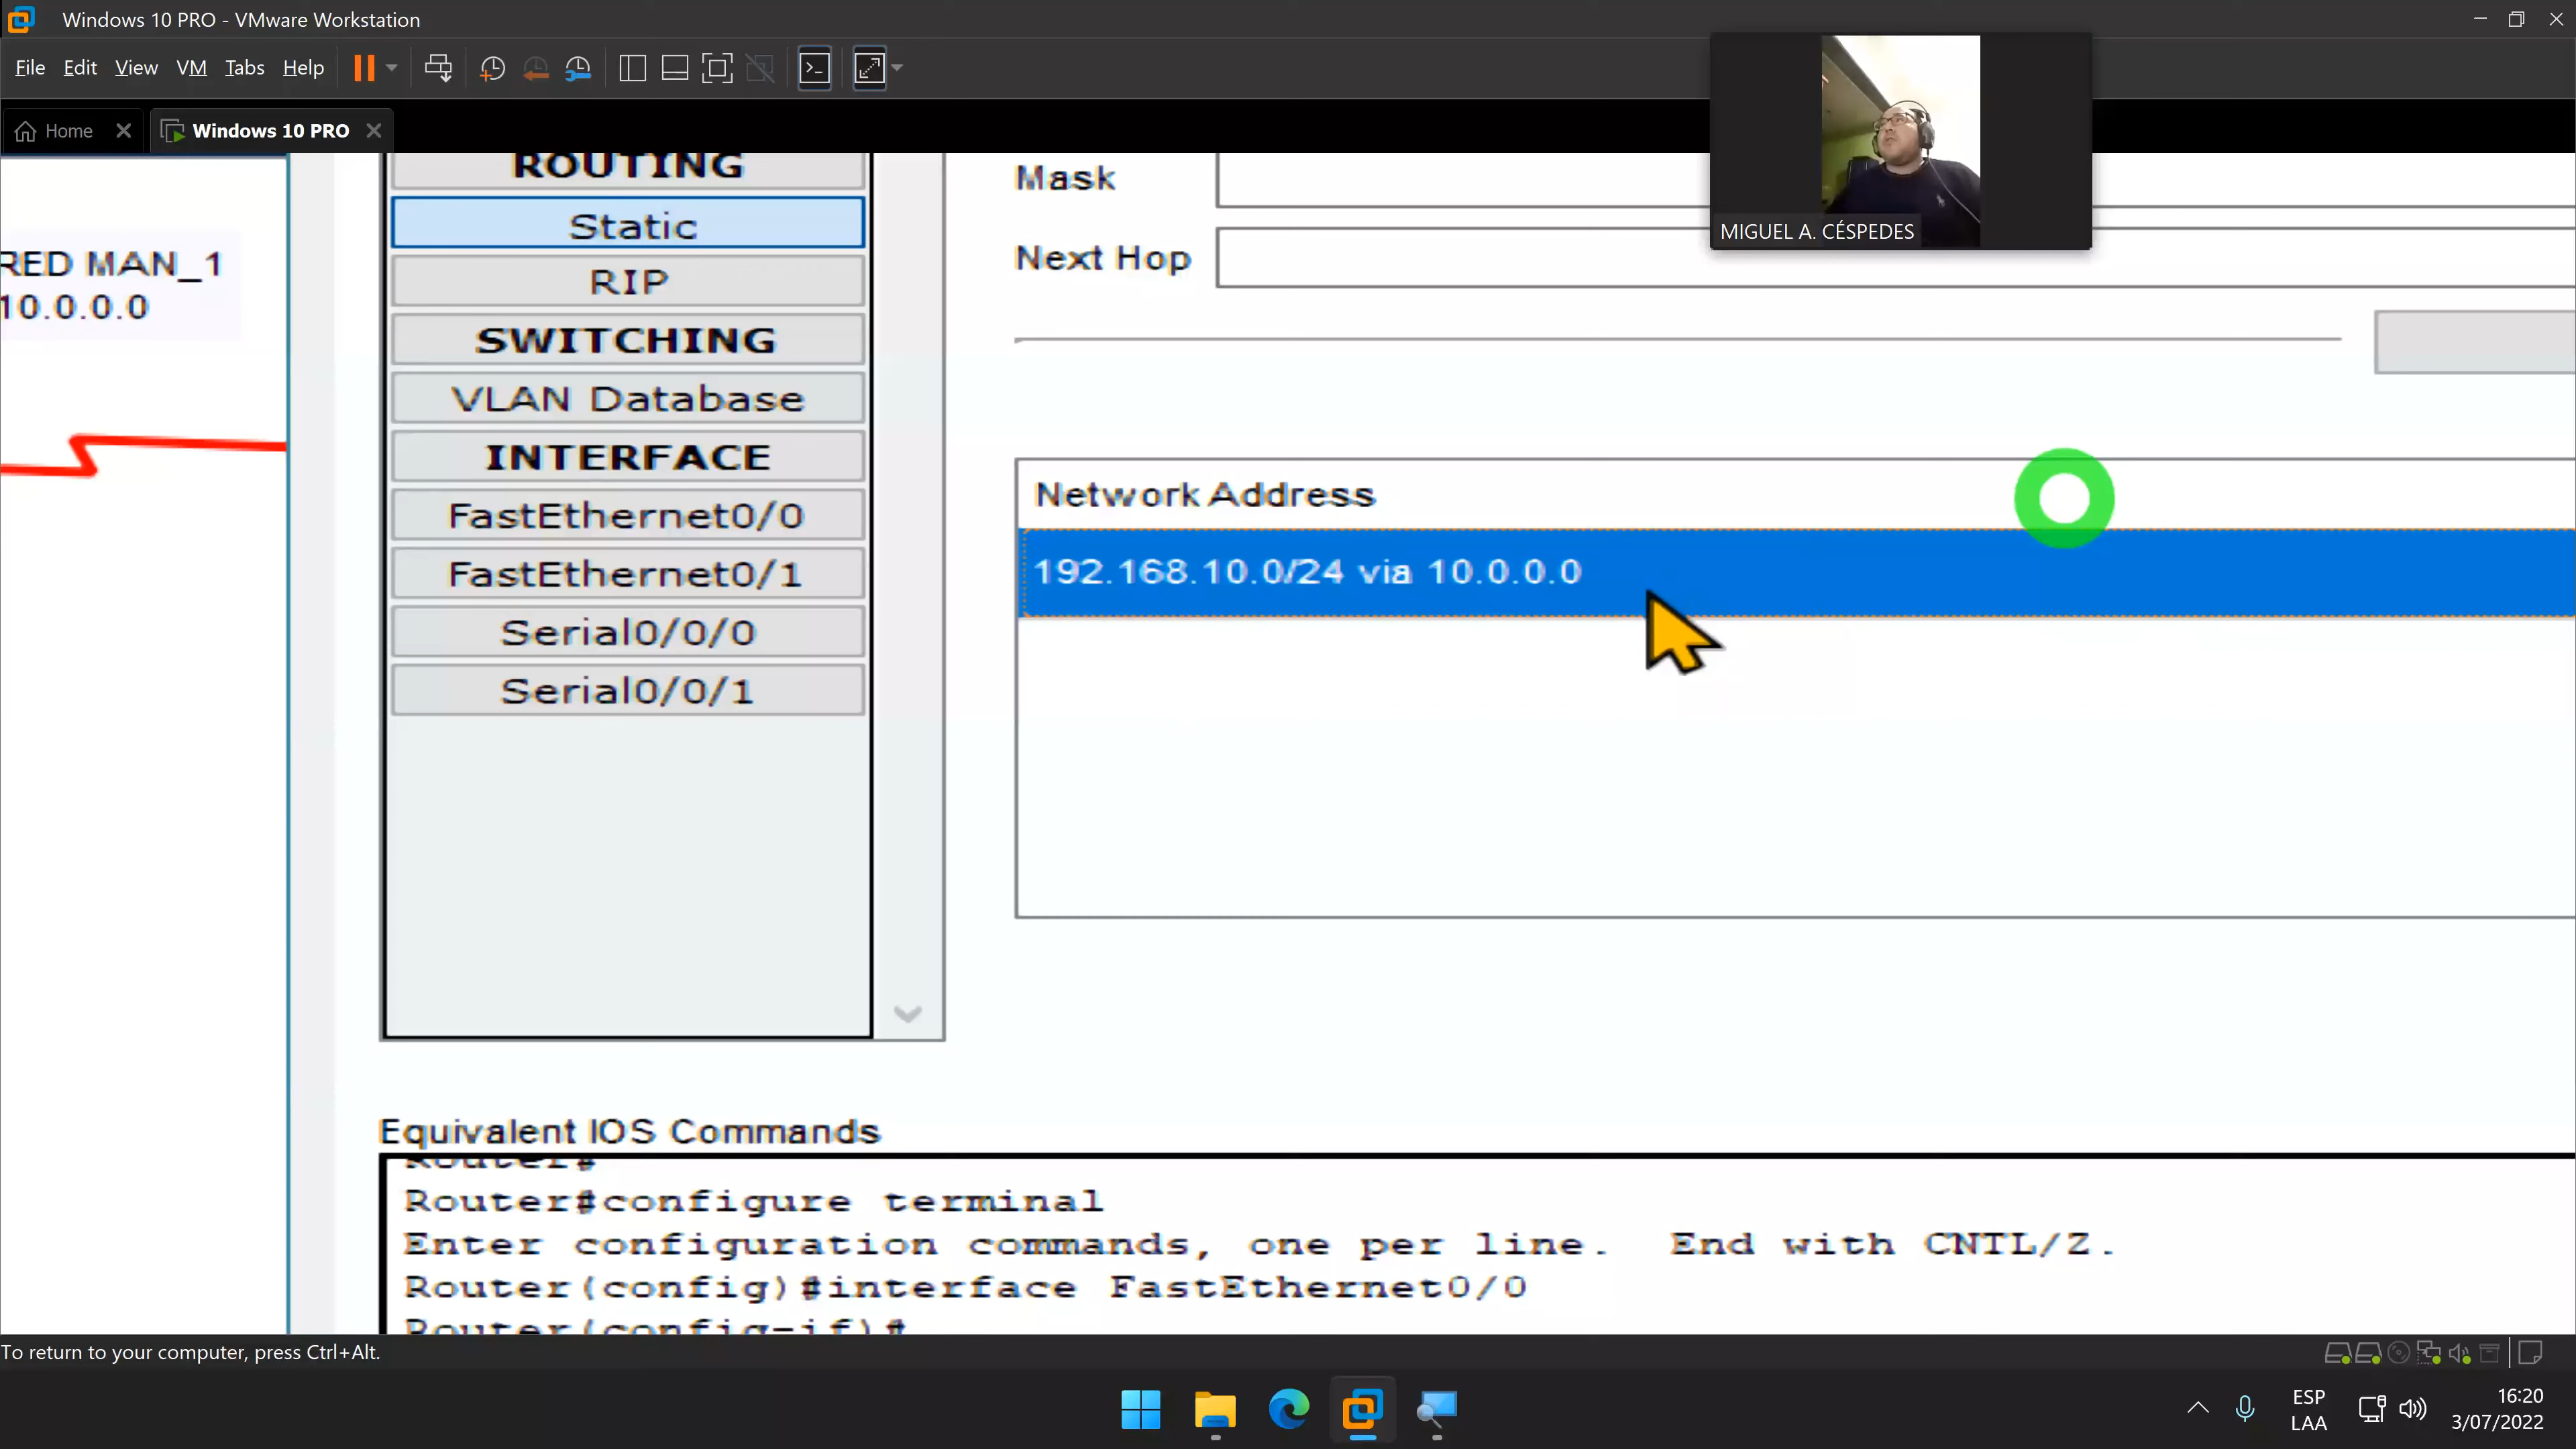 Windows 10 PRO - VMware Workstation
File Edit View VM Tabs Help
Home
Windows 10 PRO
MIGUEL A. CÉSPEDES
RED MAN_1
10.0.0.0
ROUTING
Static
RIP
SWITCHING
VLAN Database
INTERFACE
FastEthernet0/0
FastEthernet0/1
Serial0/0/0
Serial0/0/1
Mask
Next Hop
Network Address
192.168.10.0/24 via 10.0.0.0
Equivalent IOS Commands
Router#
Router#configure terminal
Enter configuration commands, one per line. End with CNTL/Z.
Router(config)#interface FastEthernet0/0
Router(config-if)#
To return to your computer, press Ctrl+Alt.
ESP
LAA
16:20
3/07/2022